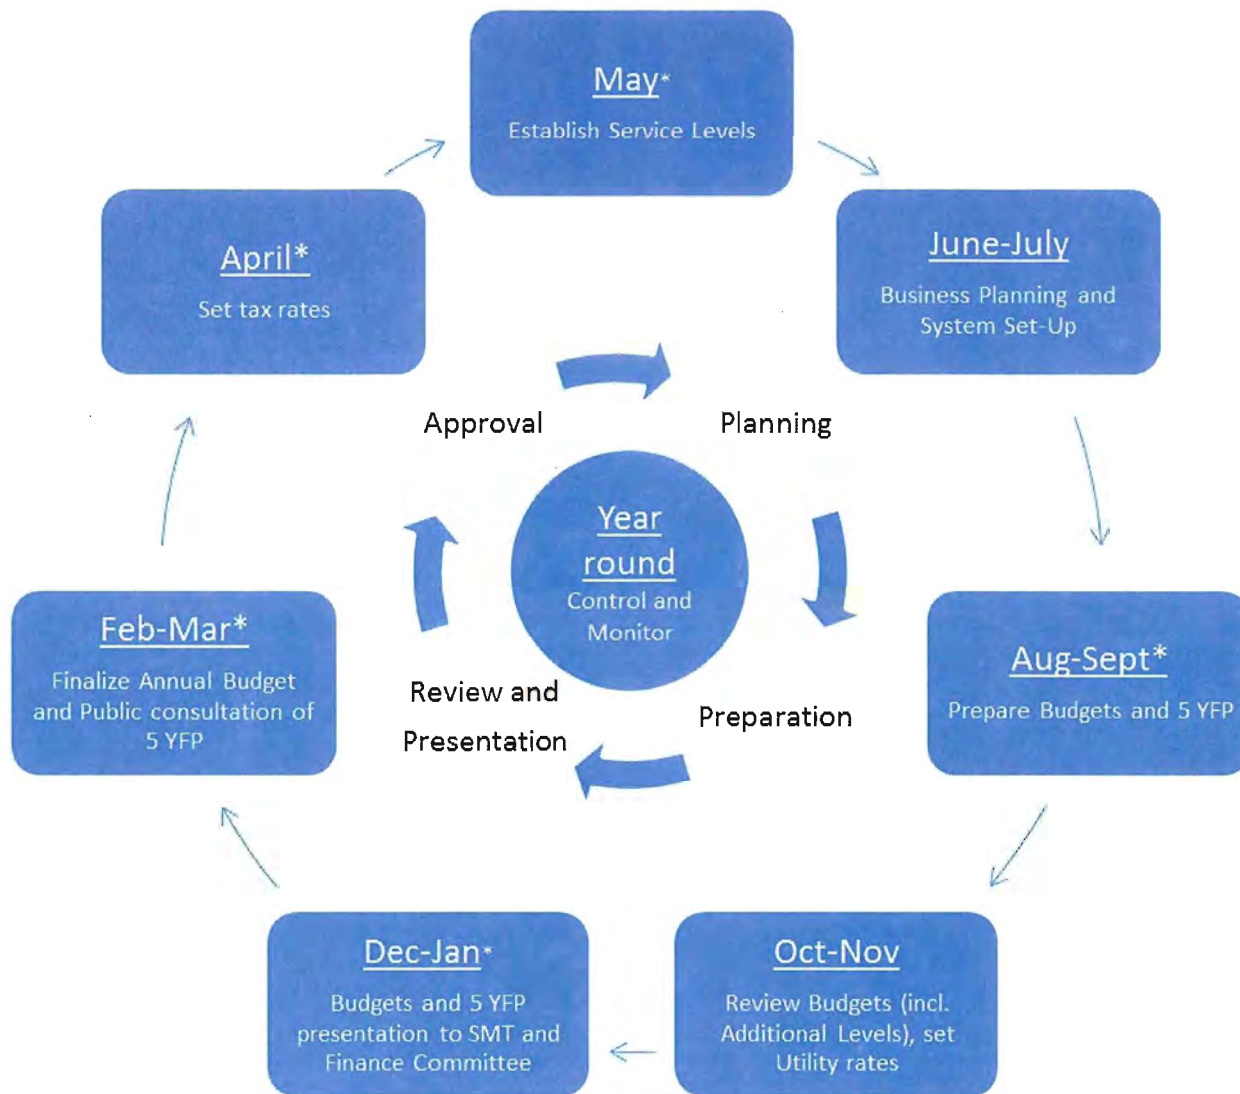 May*
Establish Service Levels
June-July
Business Planning and
System Set-Up
Aug-Sept*
Prepare Budgets and 5 YFP
Oct-Nov
Review Budgets (incl.
Additional Levels), set
Utility rates
Dec-Jan*
Budgets and 5 YFP
presentation to SMT and
Finance Committee
Feb-Mar*
Finalize Annual Budget
and Public consultation of
5 YFP
April*
Set tax rates
Approval
Planning
Preparation
Review and
Presentation
Year
round
Control and
Monitor